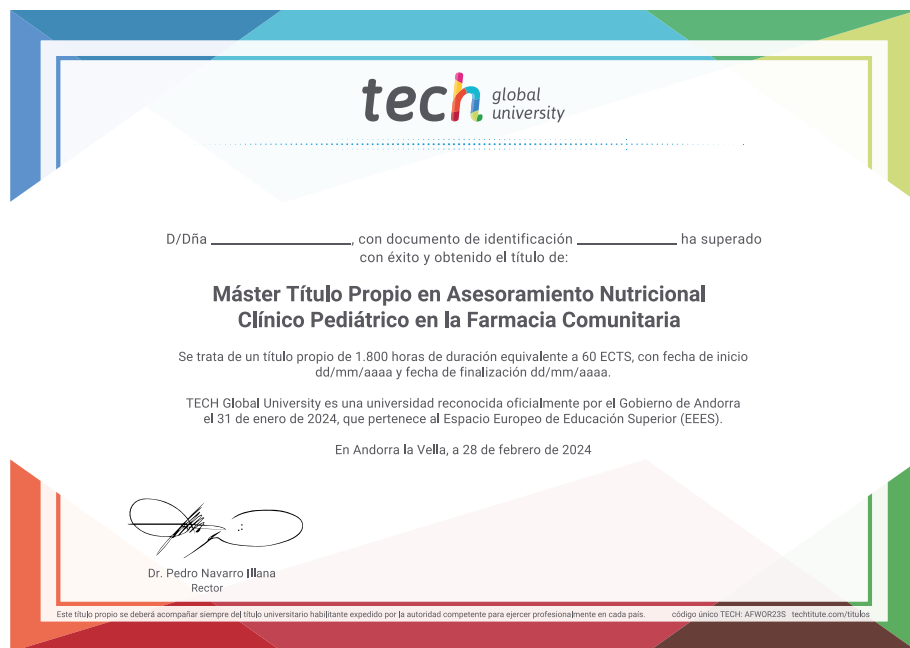 tech global university
D/Dña ____________, con documento de identificación ____________ ha superado
con éxito y obtenido el título de:
Máster Título Propio en Asesoramiento Nutricional
Clínico Pediátrico en la Farmacia Comunitaria
Se trata de un título propio de 1.800 horas de duración equivalente a 60 ECTS, con fecha de inicio
dd/mm/aaaa y fecha de finalización dd/mm/aaaa.
TECH Global University es una universidad reconocida oficialmente por el Gobierno de Andorra
el 31 de enero de 2024, que pertenece al Espacio Europeo de Educación Superior (EEES).
En Andorra la Vella, a 28 de febrero de 2024
Dr. Pedro Navarro Illana
Rector
Este título propio se deberá acompañar siempre del título universitario habilitante expedido por la autoridad competente para ejercer profesionalmente en cada país. código único TECH: AFWOR23S techtitute.com/titulos